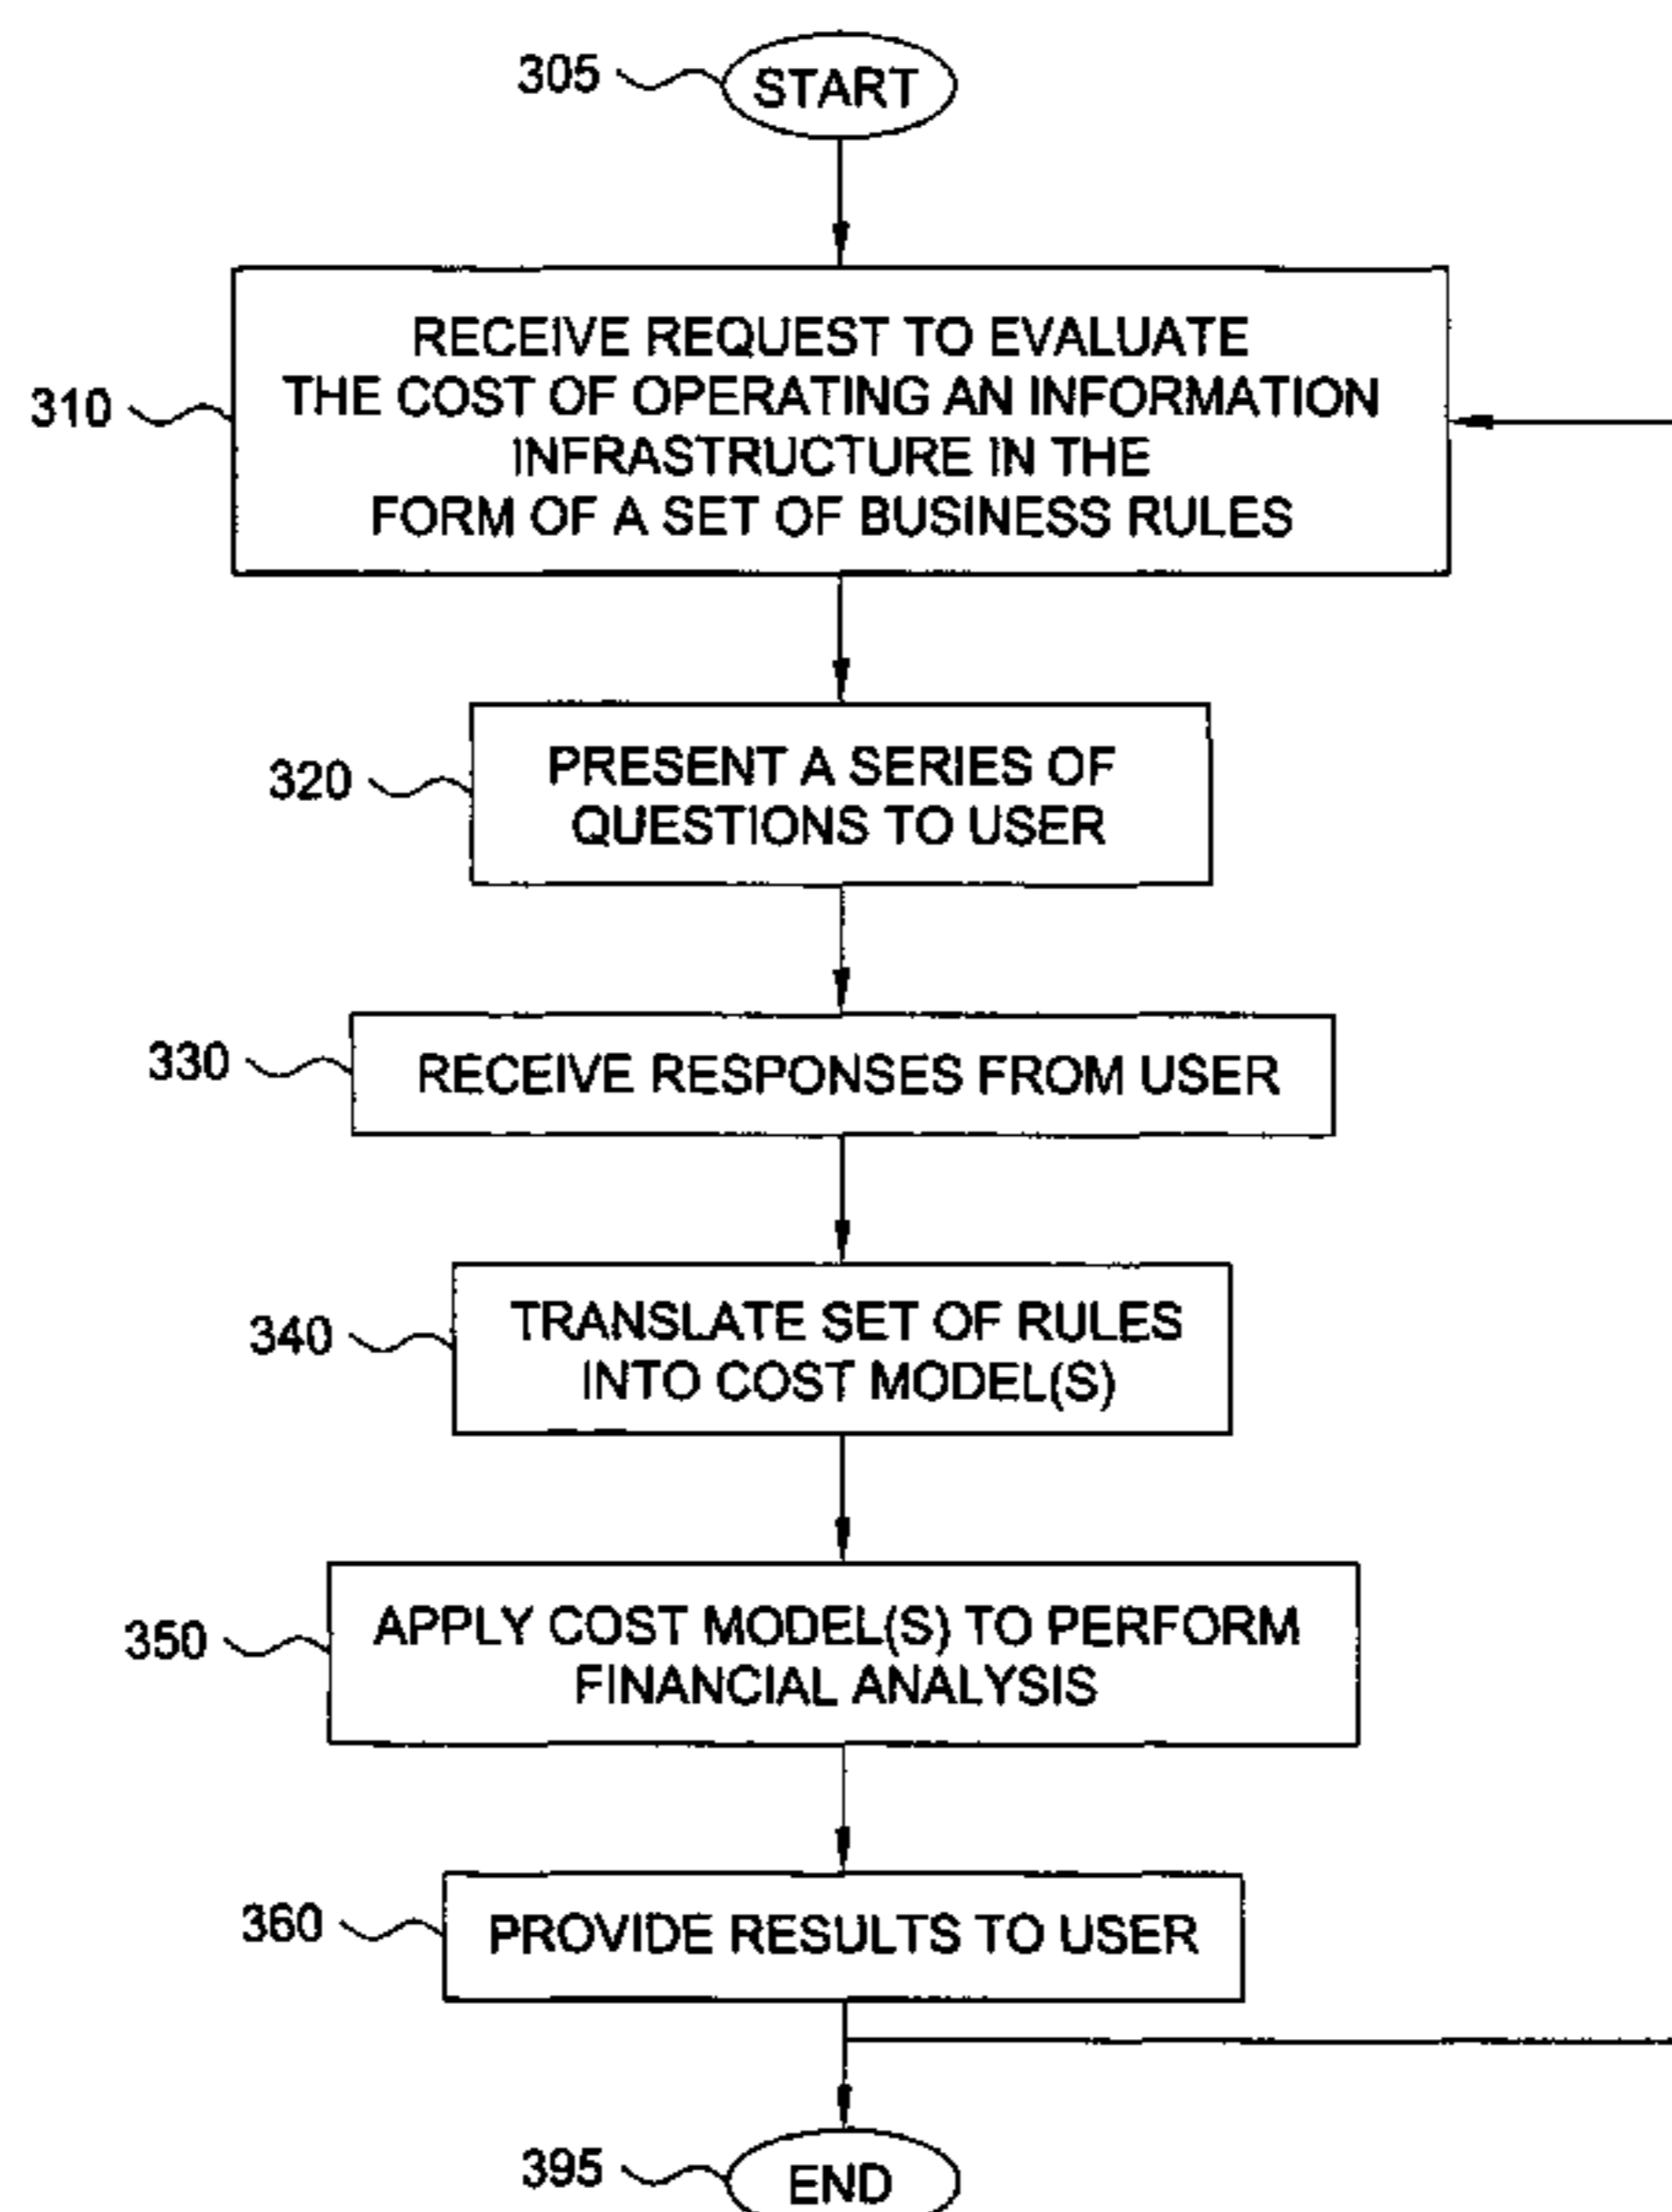 305
START
310
RECEIVE REQUEST TO EVALUATE
THE COST OF OPERATING AN INFORMATION
INFRASTRUCTURE IN THE
FORM OF A SET OF BUSINESS RULES
320
PRESENT A SERIES OF
QUESTIONS TO USER
330
RECEIVE RESPONSES FROM USER
340
TRANSLATE SET OF RULES
INTO COST MODEL(S)
350
APPLY COST MODEL(S) TO PERFORM
FINANCIAL ANALYSIS
360
PROVIDE RESULTS TO USER
395
END